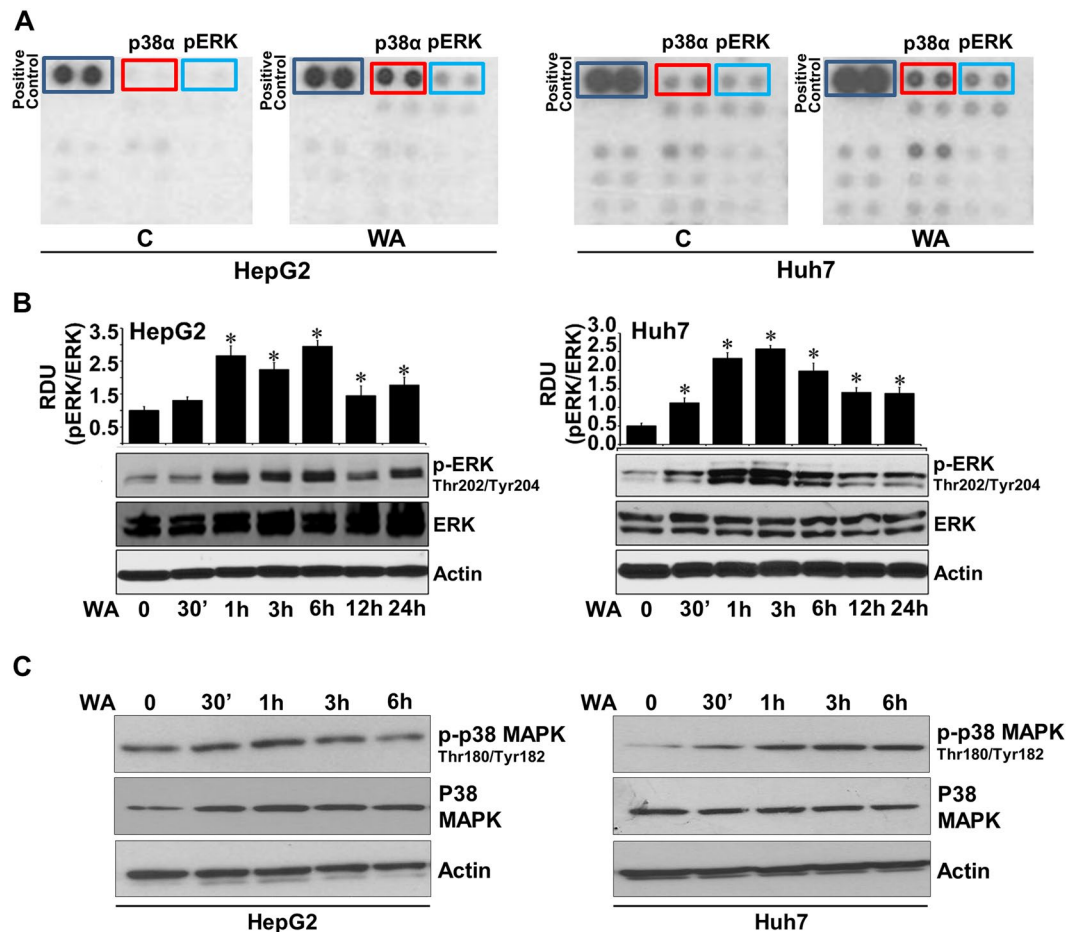 A
p38α pERK
p38α pERK
p38α pERK
p38α pERK
Positive Control
Positive Control
Positive Control
Positive Control
C
WA
C
WA
HepG2
Huh7
B
HepG2
RDU
(pERK/ERK)
3.5
2.5
1.5
0.5
* * * * *
p-ERK
Thr202/Tyr204
ERK
Actin
WA 0 30’ 1h 3h 6h 12h 24h
Huh7
RDU
(pERK/ERK)
3.0
2.5
2.0
1.5
1.0
0.5
0.0
* * * * * *
p-ERK
Thr202/Tyr204
ERK
Actin
WA 0 30’ 1h 3h 6h 12h 24h
C
WA 0 30’ 1h 3h 6h
p-p38 MAPK
Thr180/Tyr182
P38
MAPK
Actin
HepG2
WA 0 30’ 1h 3h 6h
p-p38 MAPK
Thr180/Tyr182
P38
MAPK
Actin
Huh7